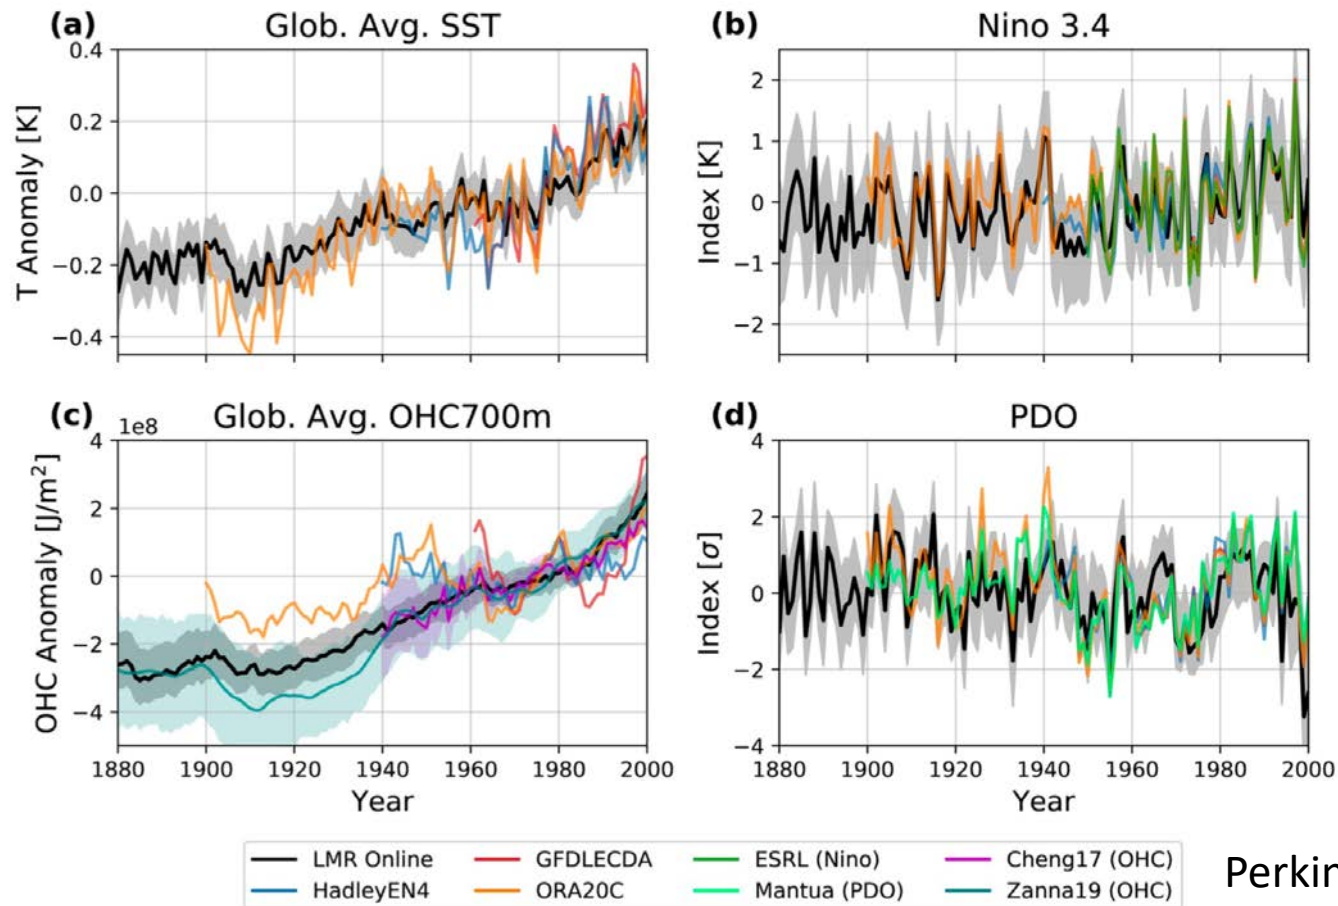 (a) Glob. Avg. SST
T Anomaly [K]
0.4
0.2
0.0
−0.2
−0.4
(b) Nino 3.4
Index [K]
2
1
0
−1
−2
(c) Glob. Avg. OHC700m
1e8
OHC Anomaly [J/m²]
4
2
0
−2
−4
1880 1900 1920 1940 1960 1980 2000
Year
(d) PDO
Index [σ]
4
2
0
−2
−4
1880 1900 1920 1940 1960 1980 2000
Year
LMR Online GFDLECDA ESRL (Nino) Cheng17 (OHC)
HadleyEN4 ORA20C Mantua (PDO) Zanna19 (OHC)
Perkin